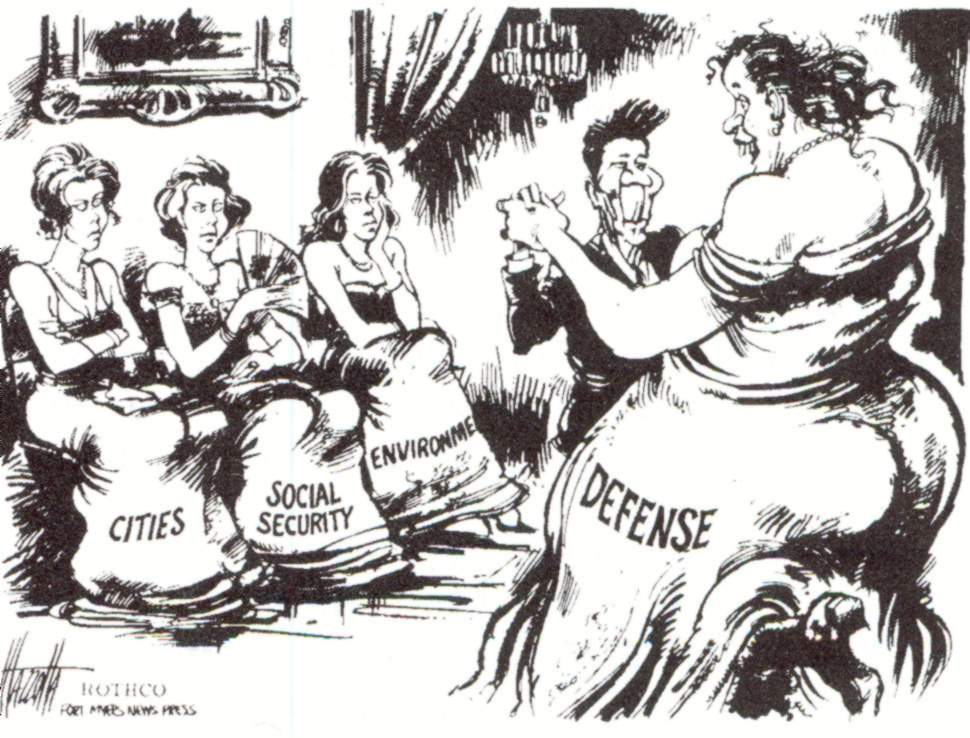 CITIES
SOCIAL
SECURITY
ENVIRONME
DEFENSE
ROTHCO
FORT MYERS NEWS PRESS